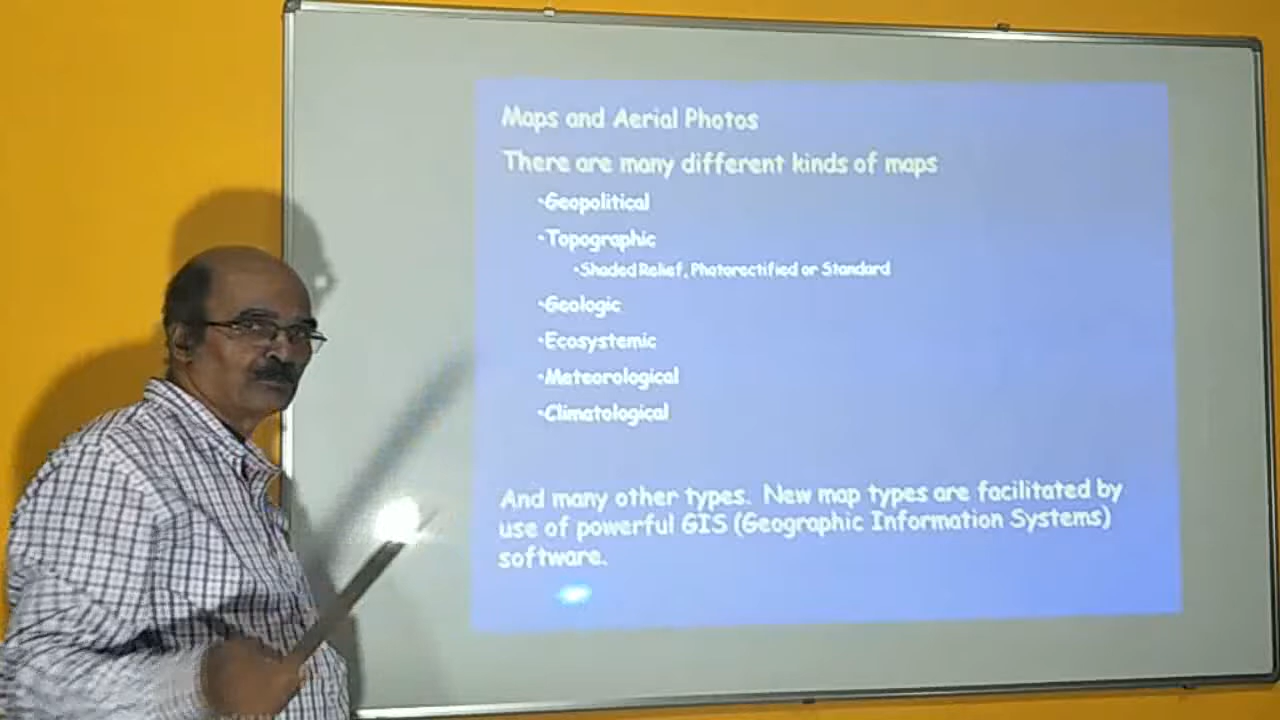 Maps and Aerial Photos
There are many different kinds of maps
•Geopolitical
•Topographic
•Shaded Relief, Photorectified or Standard
•Geologic
•Ecosystemic
•Meteorological
•Climatological
And many other types. New map types are facilitated by
use of powerful GIS (Geographic Information Systems)
software.